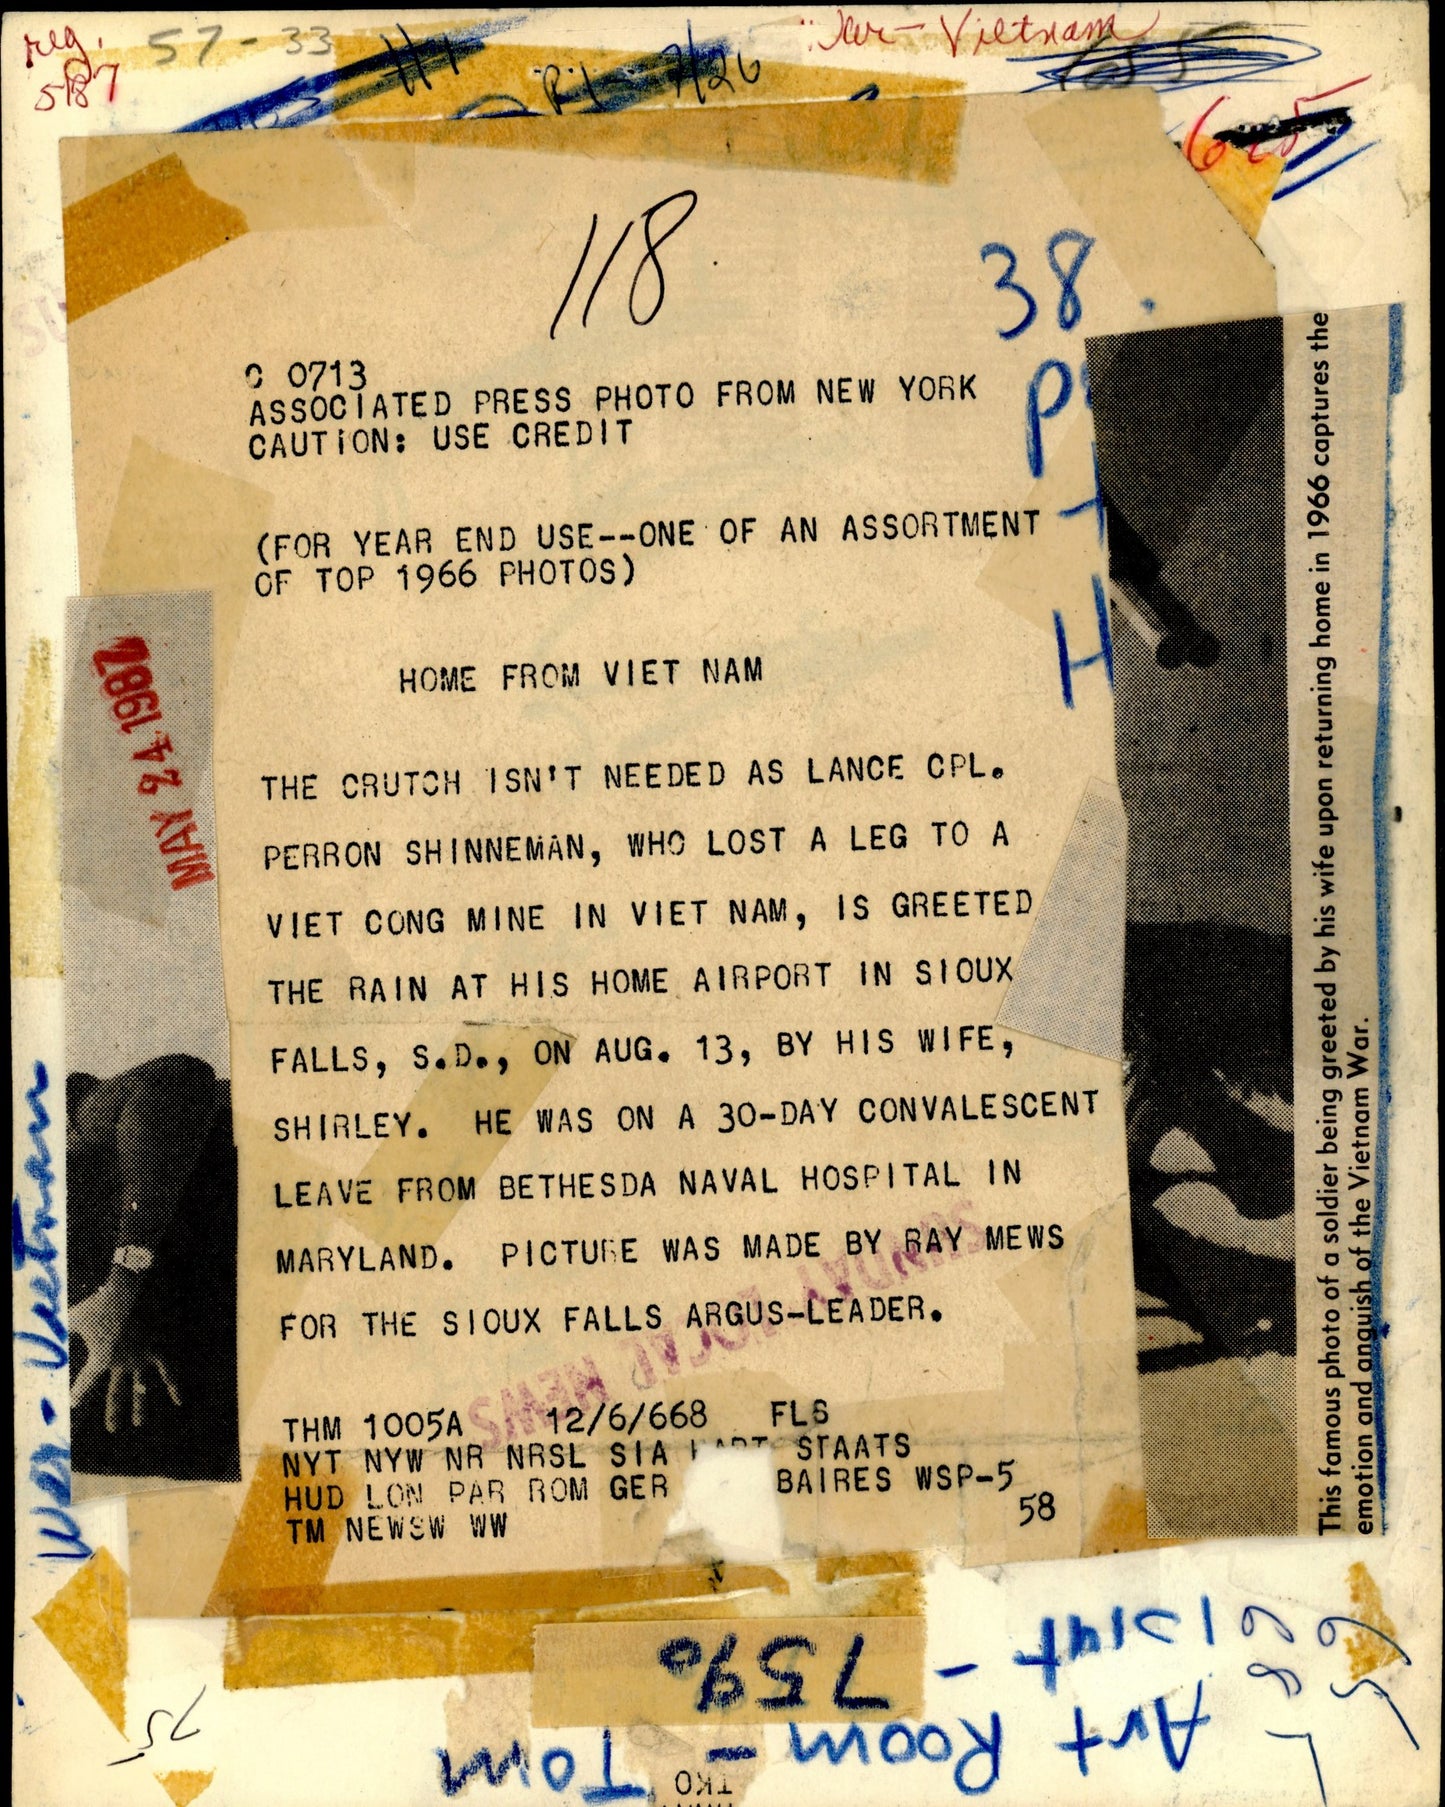 reg.
5/87
57-33
7/26
War - Vietnam
118
38
P
H
C 0713
ASSOCIATED PRESS PHOTO FROM NEW YORK
CAUTION: USE CREDIT
(FOR YEAR END USE--ONE OF AN ASSORTMENT
OF TOP 1966 PHOTOS)
HOME FROM VIET NAM
THE CRUTCH ISN'T NEEDED AS LANCE CPL.
PERRON SHINNEMAN, WHO LOST A LEG TO A
VIET CONG MINE IN VIET NAM, IS GREETED
THE RAIN AT HIS HOME AIRPORT IN SIOUX
FALLS, S.D., ON AUG. 13, BY HIS WIFE,
SHIRLEY. HE WAS ON A 30-DAY CONVALESCENT
LEAVE FROM BETHESDA NAVAL HOSPITAL IN
MARYLAND. PICTURE WAS MADE BY RAY MEWS
FOR THE SIOUX FALLS ARGUS-LEADER.
THM 1005A 12/6/668 FLS
NYT NYW NR NRSL SIA STAATS
HUD LON PAR ROM GER BAIRES WSP-5
TM NEWSW WW
58
MAY 24 1987
SUNDAY LOCAL NEWS
War - Vietnam
This famous photo of a soldier being greeted by his wife upon returning home in 1966 captures the
emotion and anguish of the Vietnam War.
75%
Art Room - Tom
75